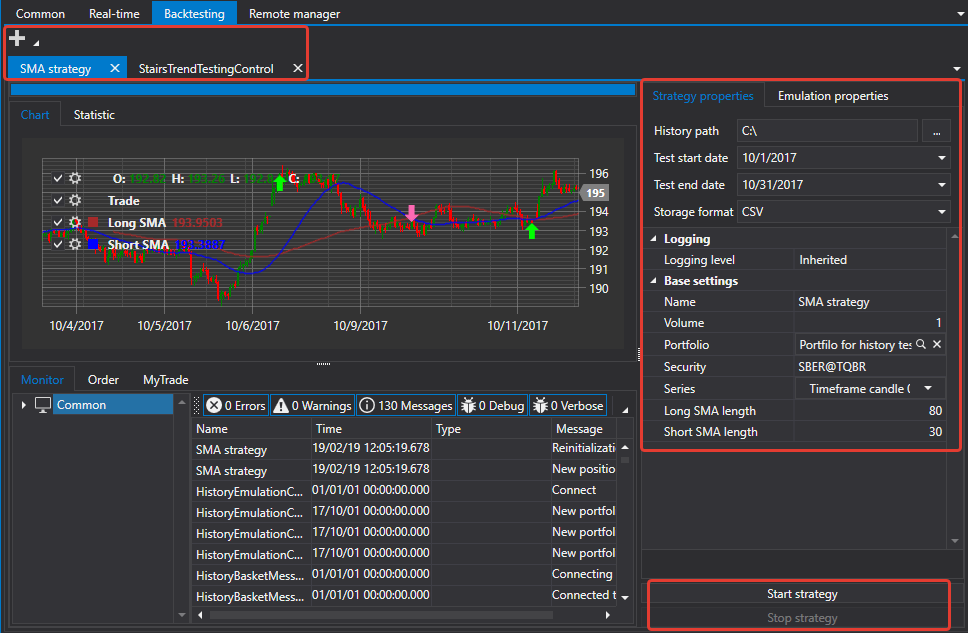 Common Real-time Backtesting Remote manager
SMA strategy StairsTrendTestingControl
Chart Statistic
O: 192.82 H: 193.26 L: C:
Trade
Long SMA 193.9503
Short SMA 193.3887
196
195
194
193
192
191
190
10/4/2017 10/5/2017 10/6/2017 10/9/2017 10/11/2017
Monitor Order MyTrade
Common
0 Errors 0 Warnings 130 Messages 0 Debug 0 Verbose
Name Time Type Message
SMA strategy 19/02/19 12:05:19.678 Reinitializati
SMA strategy 19/02/19 12:05:19.678 New positio
HistoryEmulationC... 01/01/01 00:00:00.000 Connect
HistoryEmulationC... 17/10/01 00:00:00.000 New portfol
HistoryEmulationC... 17/10/01 00:00:00.000 New portfol
HistoryEmulationC... 17/10/01 00:00:00.000 New portfol
HistoryBasketMess... 01/01/01 00:00:00.000 Connecting
HistoryBasketMess... 01/01/01 00:00:00.000 Connected t
Strategy properties Emulation properties
History path C:\ ...
Test start date 10/1/2017
Test end date 10/31/2017
Storage format CSV
Logging
Logging level Inherited
Base settings
Name SMA strategy
Volume 1
Portfolio Portfilo for history tes
Security SBER@TQBR
Series Timeframe candle (
Long SMA length 80
Short SMA length 30
Start strategy
Stop strategy